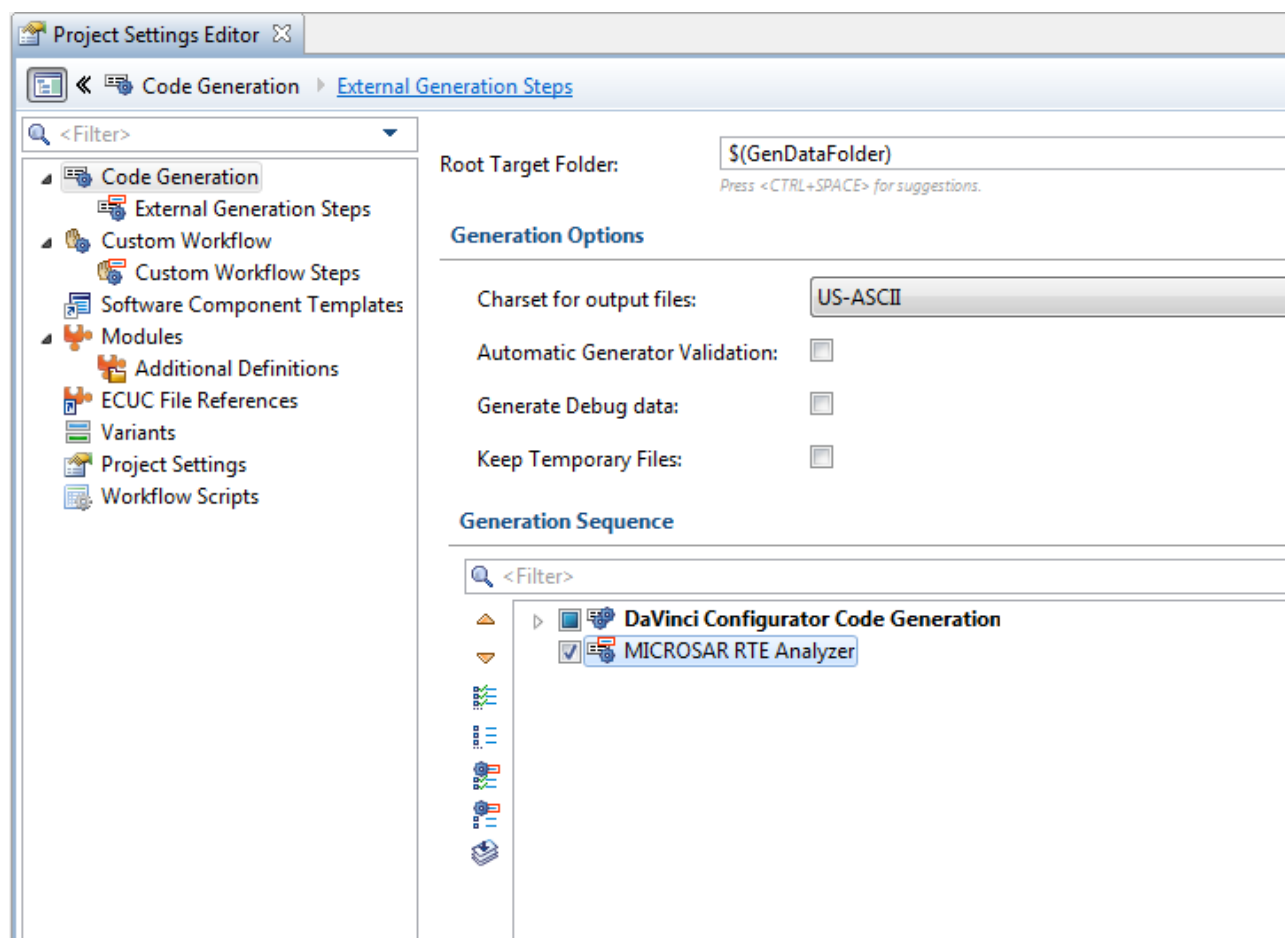 Project Settings Editor
Code Generation External Generation Steps
<Filter>
Code Generation
External Generation Steps
Custom Workflow
Custom Workflow Steps
Software Component Templates
Modules
Additional Definitions
ECUC File References
Variants
Project Settings
Workflow Scripts
Root Target Folder: $(GenDataFolder)
Press <CTRL+SPACE> for suggestions.
Generation Options
Charset for output files: US-ASCII
Automatic Generator Validation:
Generate Debug data:
Keep Temporary Files:
Generation Sequence
<Filter>
DaVinci Configurator Code Generation
MICROSAR RTE Analyzer